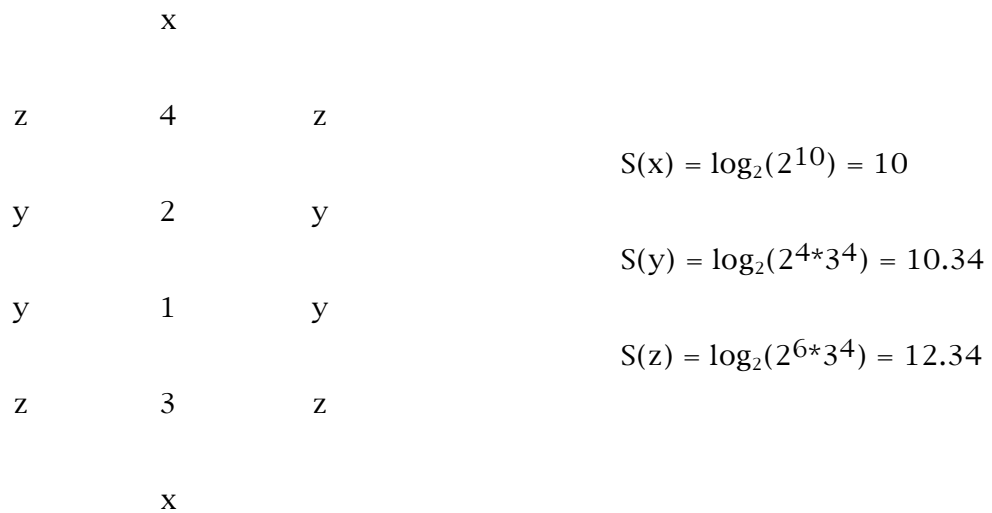 x
z 4 z
S(x) = log₂(2¹⁰) = 10
y 2 y
S(y) = log₂(2⁴*3⁴) = 10.34
y 1 y
S(z) = log₂(2⁶*3⁴) = 12.34
z 3 z
x